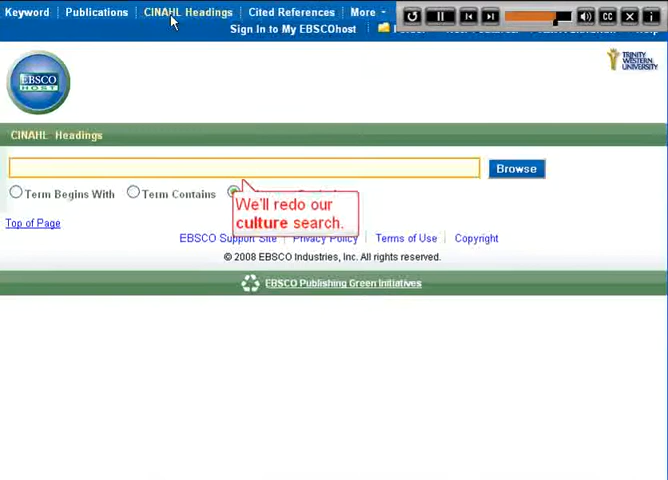 Keyword Publications CINAHL Headings Cited References More
CC
Sign In to My EBSCOhost
EBSCO
HOST
TRINITY
WESTERN
UNIVERSITY
CINAHL Headings
Browse
Term Begins With Term Contains
We'll redo our
culture search.
Top of Page
EBSCO Support Site Privacy Policy Terms of Use Copyright
© 2008 EBSCO Industries, Inc. All rights reserved.
EBSCO Publishing Green Initiatives